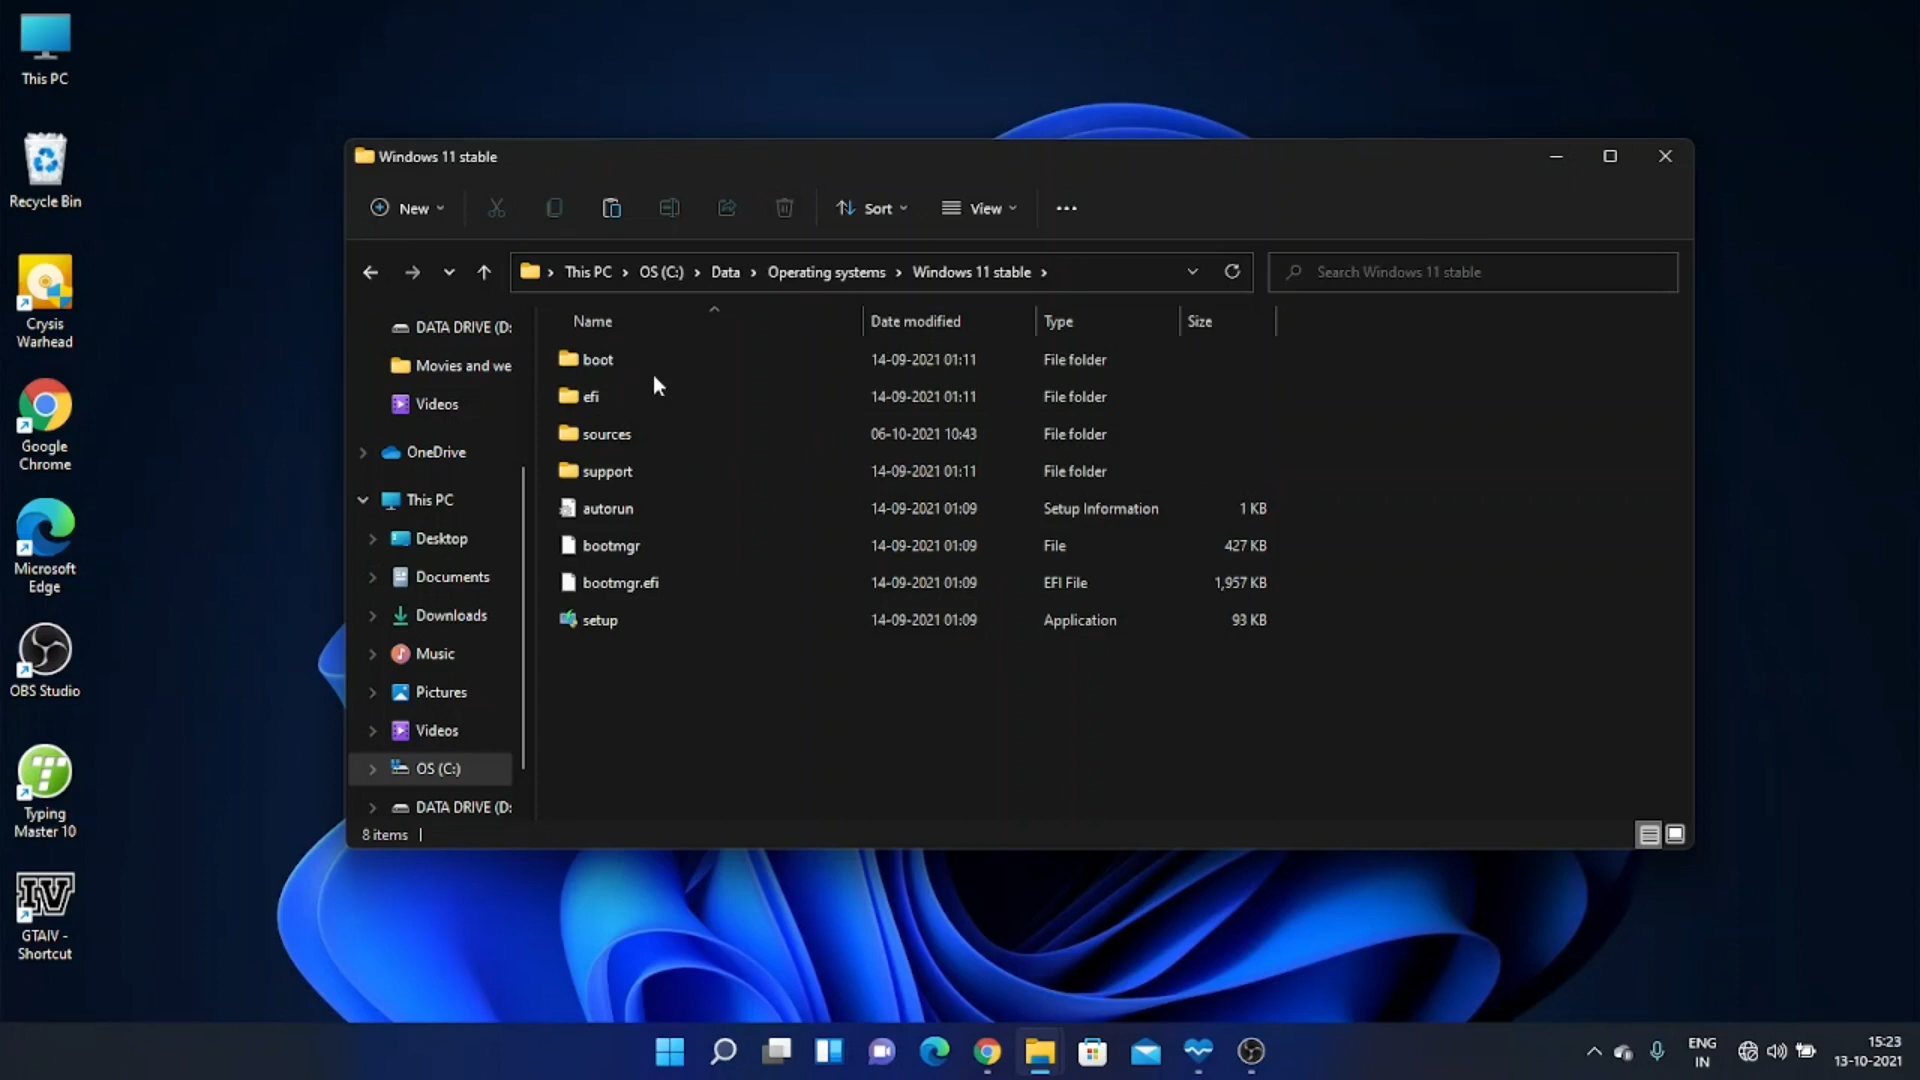 This PC
Recycle Bin
Crysis
Warhead
Google
Chrome
Microsoft
Edge
OBS Studio
Typing
Master 10
GTAIV -
Shortcut
Windows 11 stable
New
Sort
View
This PC > OS (C:) > Data > Operating systems > Windows 11 stable >
Search Windows 11 stable
DATA DRIVE (D:
Movies and we
Videos
OneDrive
This PC
Desktop
Documents
Downloads
Music
Pictures
Videos
OS (C:)
DATA DRIVE (D:
Name Date modified Type Size
boot 14-09-2021 01:11 File folder
efi 14-09-2021 01:11 File folder
sources 06-10-2021 10:43 File folder
support 14-09-2021 01:11 File folder
autorun 14-09-2021 01:09 Setup Information 1 KB
bootmgr 14-09-2021 01:09 File 427 KB
bootmgr.efi 14-09-2021 01:09 EFI File 1,957 KB
setup 14-09-2021 01:09 Application 93 KB
8 items
ENG
IN
15:23
13-10-2021